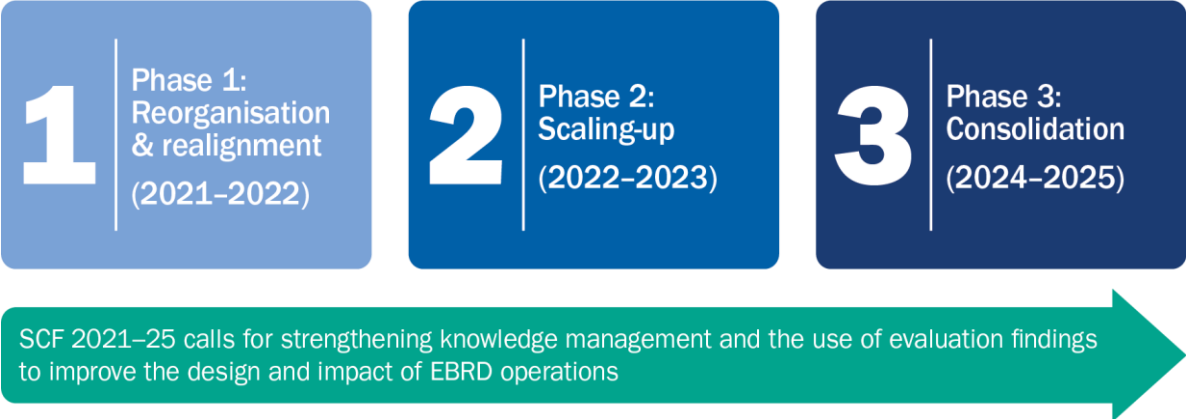 1
Phase 1:
Reorganisation
& realignment
(2021–2022)
2
Phase 2:
Scaling-up
(2022–2023)
3
Phase 3:
Consolidation
(2024–2025)
SCF 2021–25 calls for strengthening knowledge management and the use of evaluation findings
to improve the design and impact of EBRD operations